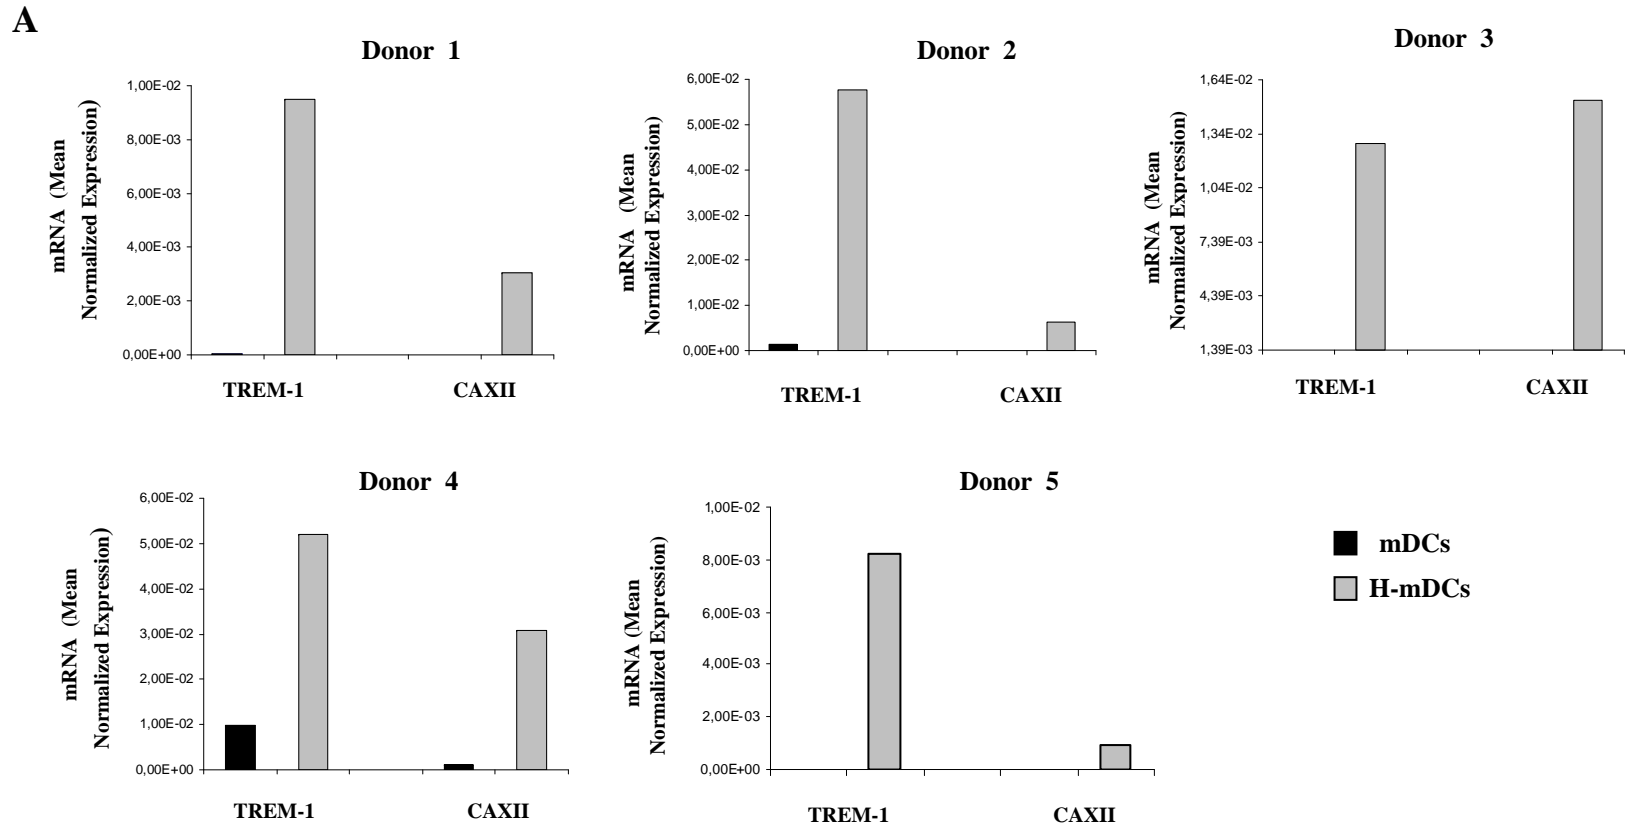 A
Donor 1
mRNA (Mean
Normalized Expression)
1,00E-02
8,00E-03
6,00E-03
4,00E-03
2,00E-03
0,00E+00
TREM-1 CAXII
Donor 2
mRNA (Mean
Normalized Expression)
6,00E-02
5,00E-02
4,00E-02
3,00E-02
2,00E-02
1,00E-02
0,00E+00
TREM-1 CAXII
Donor 3
mRNA (Mean
Normalized Expression)
1,64E-02
1,34E-02
1,04E-02
7,39E-03
4,39E-03
1,39E-03
TREM-1 CAXII
Donor 4
mRNA (Mean
Normalized Expression)
6,00E-02
5,00E-02
4,00E-02
3,00E-02
2,00E-02
1,00E-02
0,00E+00
TREM-1 CAXII
Donor 5
mRNA (Mean
Normalized Expression)
1,00E-02
8,00E-03
6,00E-03
4,00E-03
2,00E-03
0,00E+00
TREM-1 CAXII
mDCs
H-mDCs